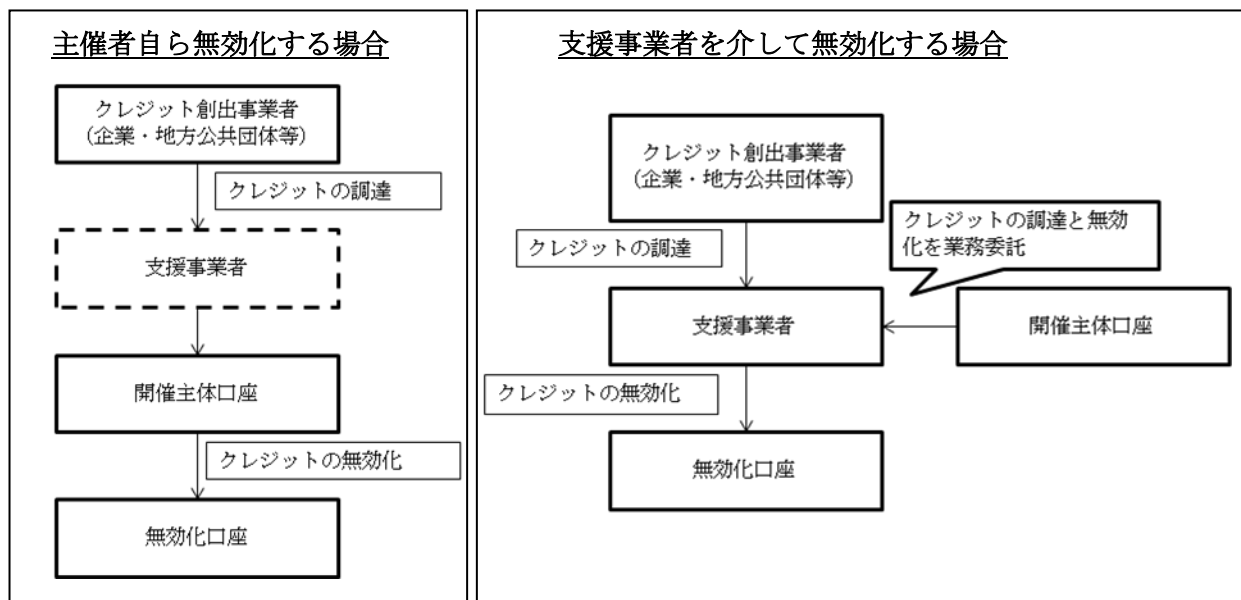 主催者自ら無効化する場合
クレジット創出事業者
(企業・地方公共団体等)
クレジットの調達
支援事業者
開催主体口座
クレジットの無効化
無効化口座
支援事業者を介して無効化する場合
クレジット創出事業者
(企業・地方公共団体等)
クレジットの調達と無効
化を業務委託
クレジットの調達
支援事業者
開催主体口座
クレジットの無効化
無効化口座